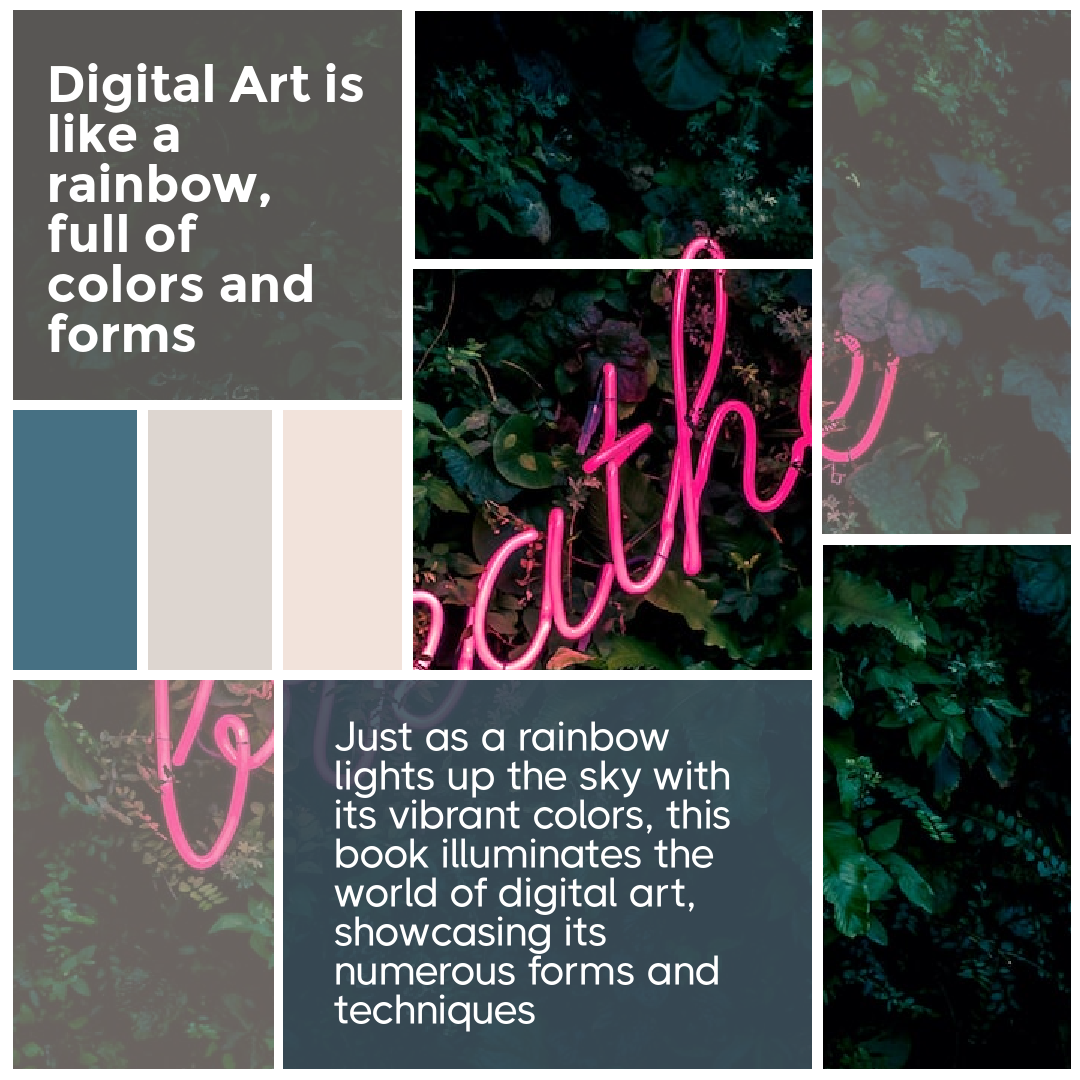 Digital Art is
like a
rainbow,
full of
colors and
forms
b
r
e
a
t
h
e
Just as a rainbow
lights up the sky with
its vibrant colors, this
book illuminates the
world of digital art,
showcasing its
numerous forms and
techniques